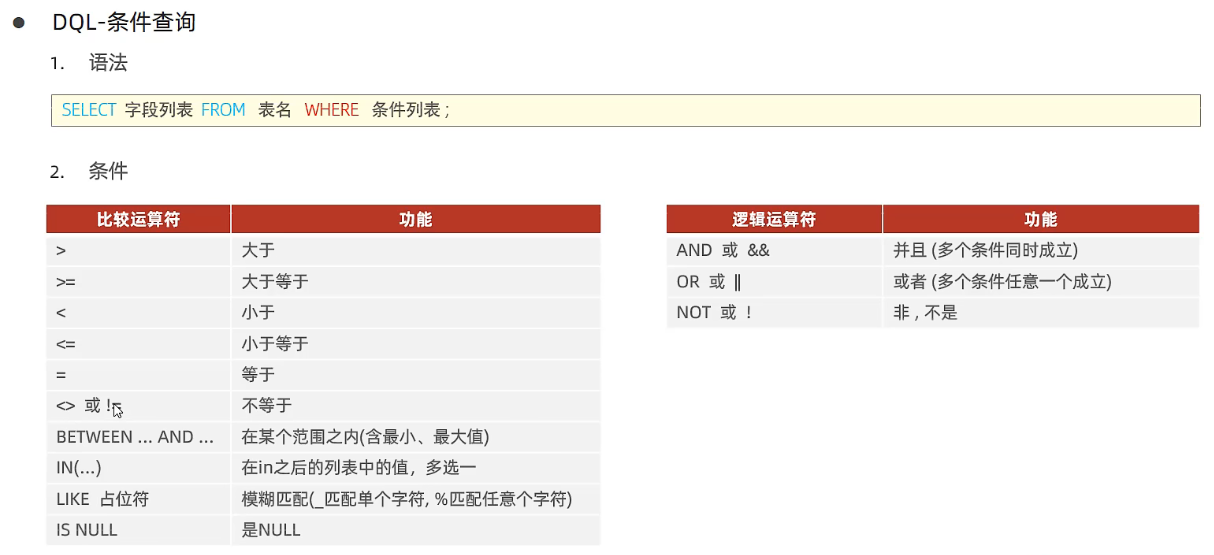 ● DQL-条件查询
1. 语法
SELECT 字段列表 FROM 表名 WHERE 条件列表 ;
2. 条件
比较运算符 功能
> 大于
>= 大于等于
< 小于
<= 小于等于
= 等于
<> 或 != 不等于
BETWEEN ... AND ... 在某个范围之内(含最小、最大值)
IN(...) 在in之后的列表中的值，多选一
LIKE 占位符 模糊匹配(_匹配单个字符, %匹配任意个字符)
IS NULL 是NULL
逻辑运算符 功能
AND 或 && 并且 (多个条件同时成立)
OR 或 || 或者 (多个条件任意一个成立)
NOT 或 ! 非 , 不是